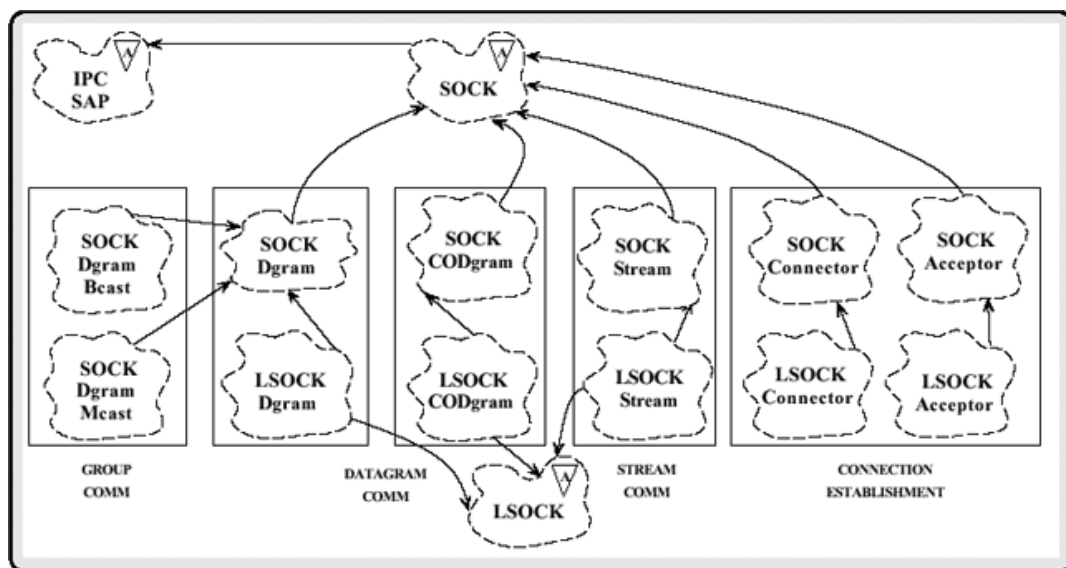 A
IPC
SAP
A
SOCK
SOCK
Dgram
Bcast
SOCK
Dgram
SOCK
CODgram
SOCK
Stream
SOCK
Connector
SOCK
Acceptor
SOCK
Dgram
Mcast
LSOCK
Dgram
LSOCK
CODgram
LSOCK
Stream
LSOCK
Connector
LSOCK
Acceptor
GROUP
COMM
DATAGRAM
COMM
A
LSOCK
STREAM
COMM
CONNECTION
ESTABLISHMENT